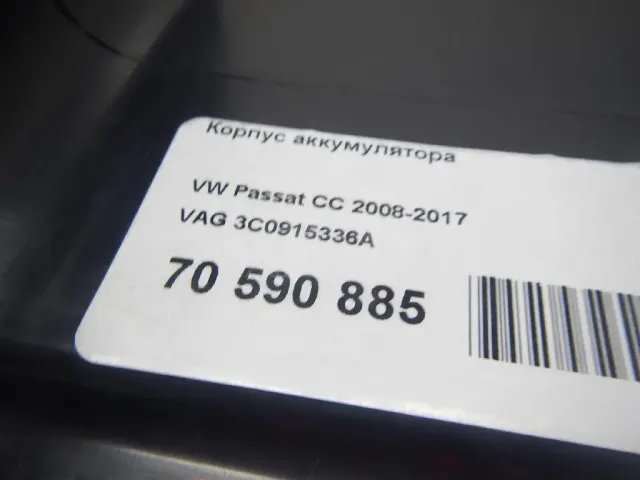 Корпус аккумулятора
VW Passat CC 2008-2017
VAG 3C0915336A
70 590 885